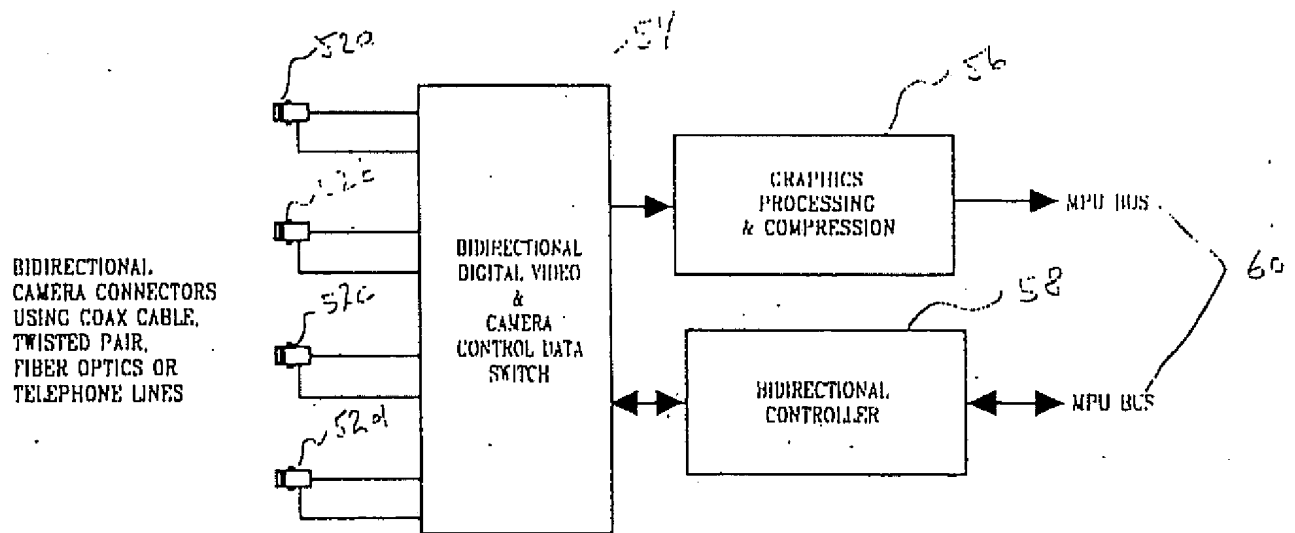 52a
54
56
GRAPHICS
PROCESSING
& COMPRESSION
MPU BUS
BIDIRECTIONAL
CAMERA CONNECTORS
USING COAX CABLE,
TWISTED PAIR,
FIBER OPTICS OR
TELEPHONE LINES
BIDIRECTIONAL
DIGITAL VIDEO
&
CAMERA
CONTROL DATA
SWITCH
52c
52d
58
BIDIRECTIONAL
CONTROLLER
MPU BUS
60